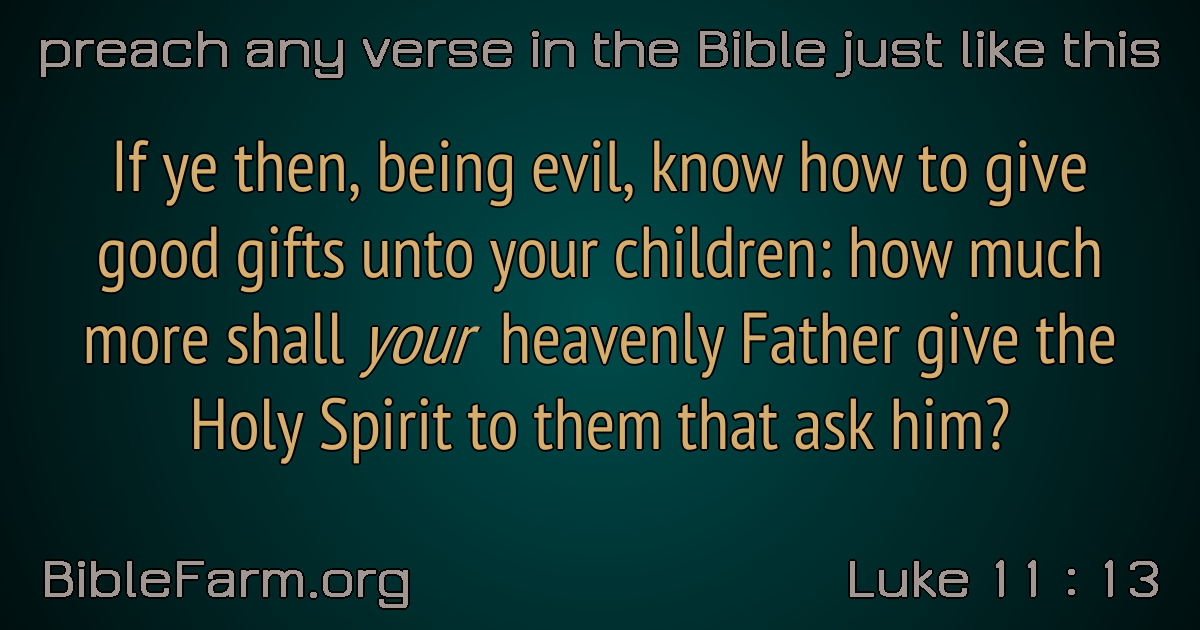 preach any verse in the Bible just like this
If ye then, being evil, know how to give
good gifts unto your children: how much
more shall your heavenly Father give the
Holy Spirit to them that ask him?
BibleFarm.org
Luke 11 : 13